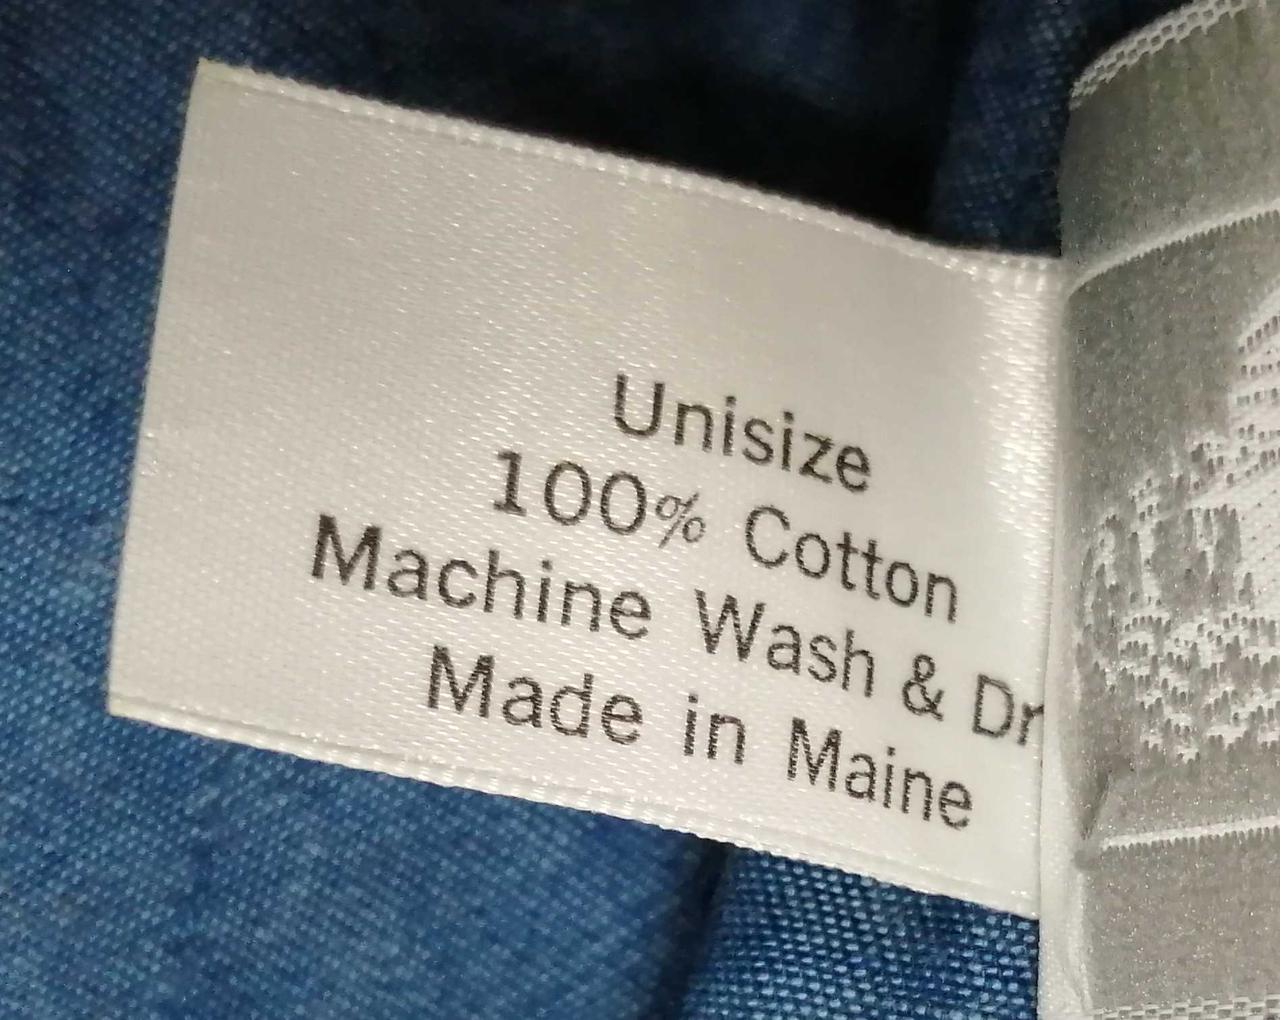 Unisize
100% Cotton
Machine Wash & Dr
Made in Maine